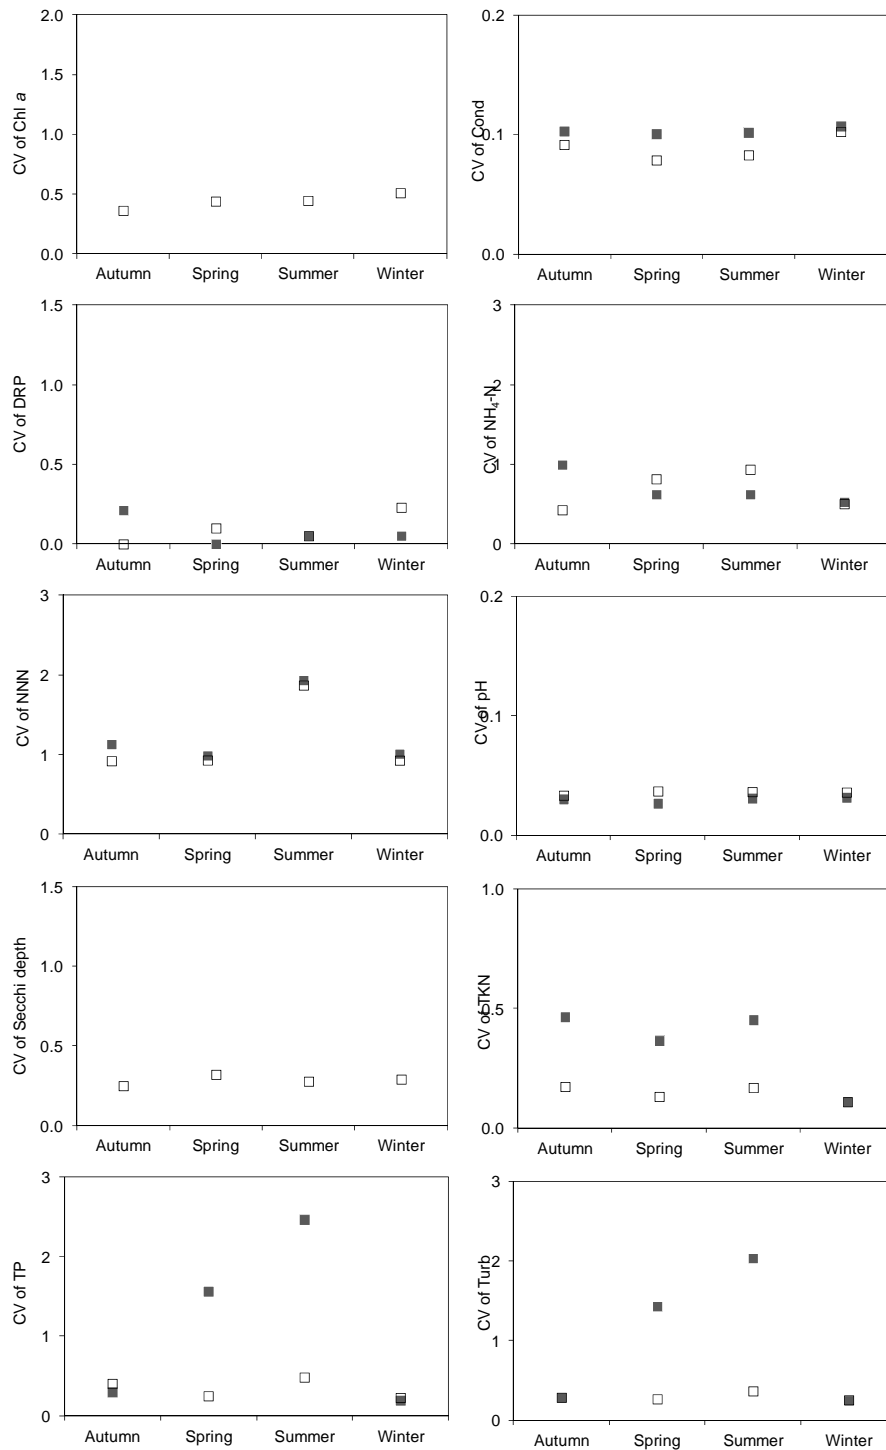 CV of Chl a
2.0
1.5
1.0
0.5
0.0
Autumn Spring Summer Winter
CV of Cond
0.2
0.1
0.0
Autumn Spring Summer Winter
CV of DRP
1.5
1.0
0.5
0.0
Autumn Spring Summer Winter
CV of NH₄-N
3
2
1
0
Autumn Spring Summer Winter
CV of NNN
3
2
1
0
Autumn Spring Summer Winter
CV of pH
0.2
0.1
0.0
Autumn Spring Summer Winter
CV of Secchi depth
1.5
1.0
0.5
0.0
Autumn Spring Summer Winter
CV of TKN
1.0
0.5
0.0
Autumn Spring Summer Winter
CV of TP
3
2
1
0
Autumn Spring Summer Winter
CV of Turb
3
2
1
0
Autumn Spring Summer Winter